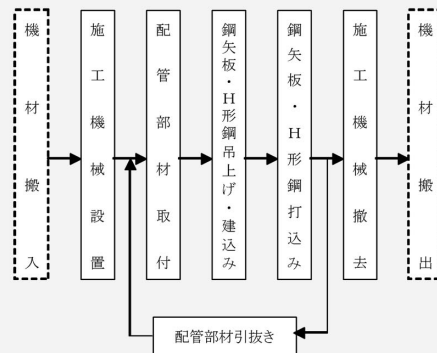 機材搬入
施工機械設置
配管部材取付
鋼矢板・H形鋼吊上げ・建込み
鋼矢板・H形鋼打込み
施工機械撤去
機材搬出
配管部材引抜き